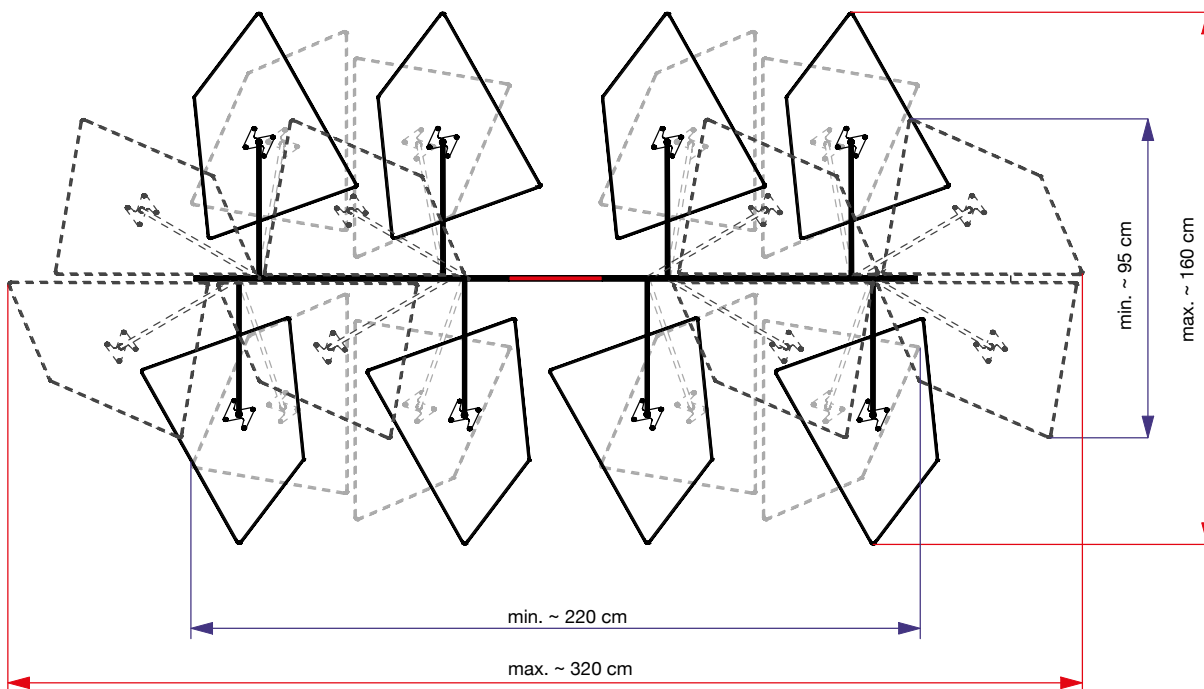 min. ~ 95 cm
max. ~ 160 cm
min. ~ 220 cm
max. ~ 320 cm